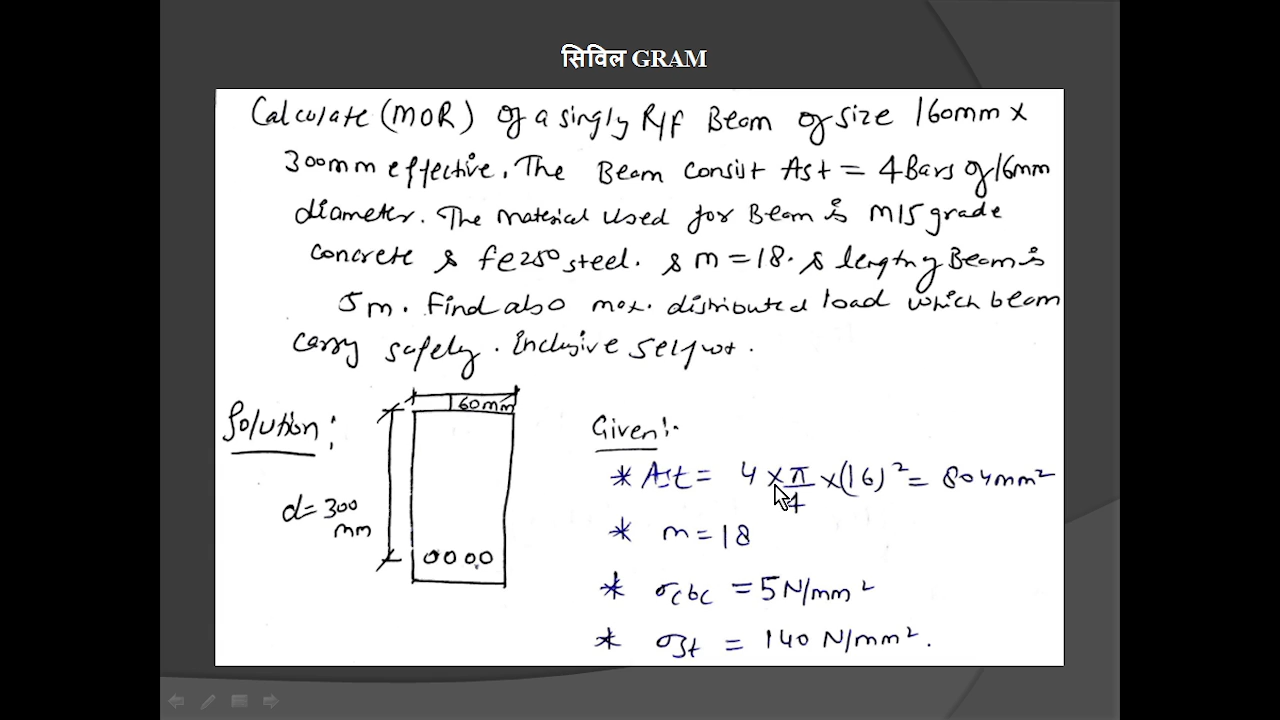 सिविल GRAM
Calculate (MOR) of a singly R/F Beam of size 160mm x
300mm effective. The Beam consist Ast = 4 Bars of 16mm
diameter. The material used for Beam is M15 grade
concrete & fe250 steel. & m = 18. & length of Beam is
5m. Find also max. distributed load which beam
carry safely. Inclusive self wt.
Solution:
160mm
d = 300
mm
Given:-
* Ast = 4 × π/4 × (16)² = 804mm²
* m = 18
* σcbc = 5 N/mm²
* σst = 140 N/mm².